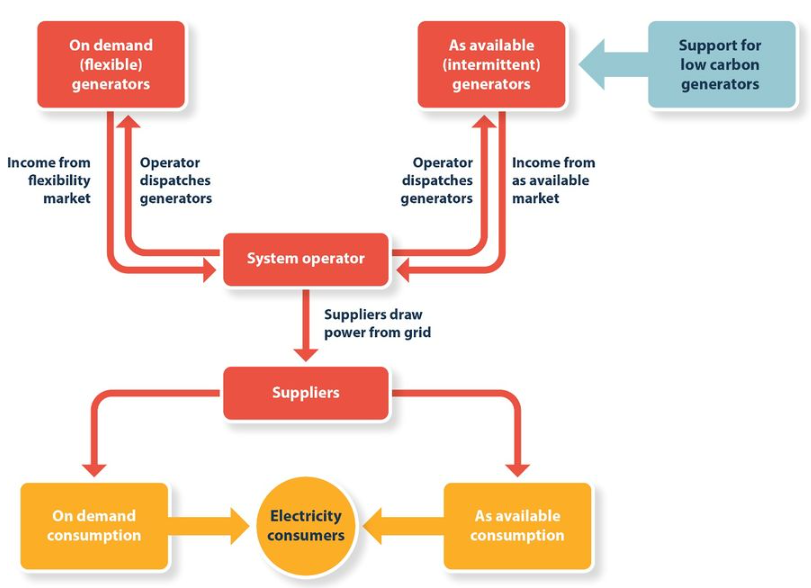 On demand
(flexible)
generators
As available
(intermittent)
generators
Support for
low carbon
generators
Income from
flexibility
market
Operator
dispatches
generators
Operator
dispatches
generators
Income from
as available
market
System operator
Suppliers draw
power from grid
Suppliers
On demand
consumption
Electricity
consumers
As available
consumption